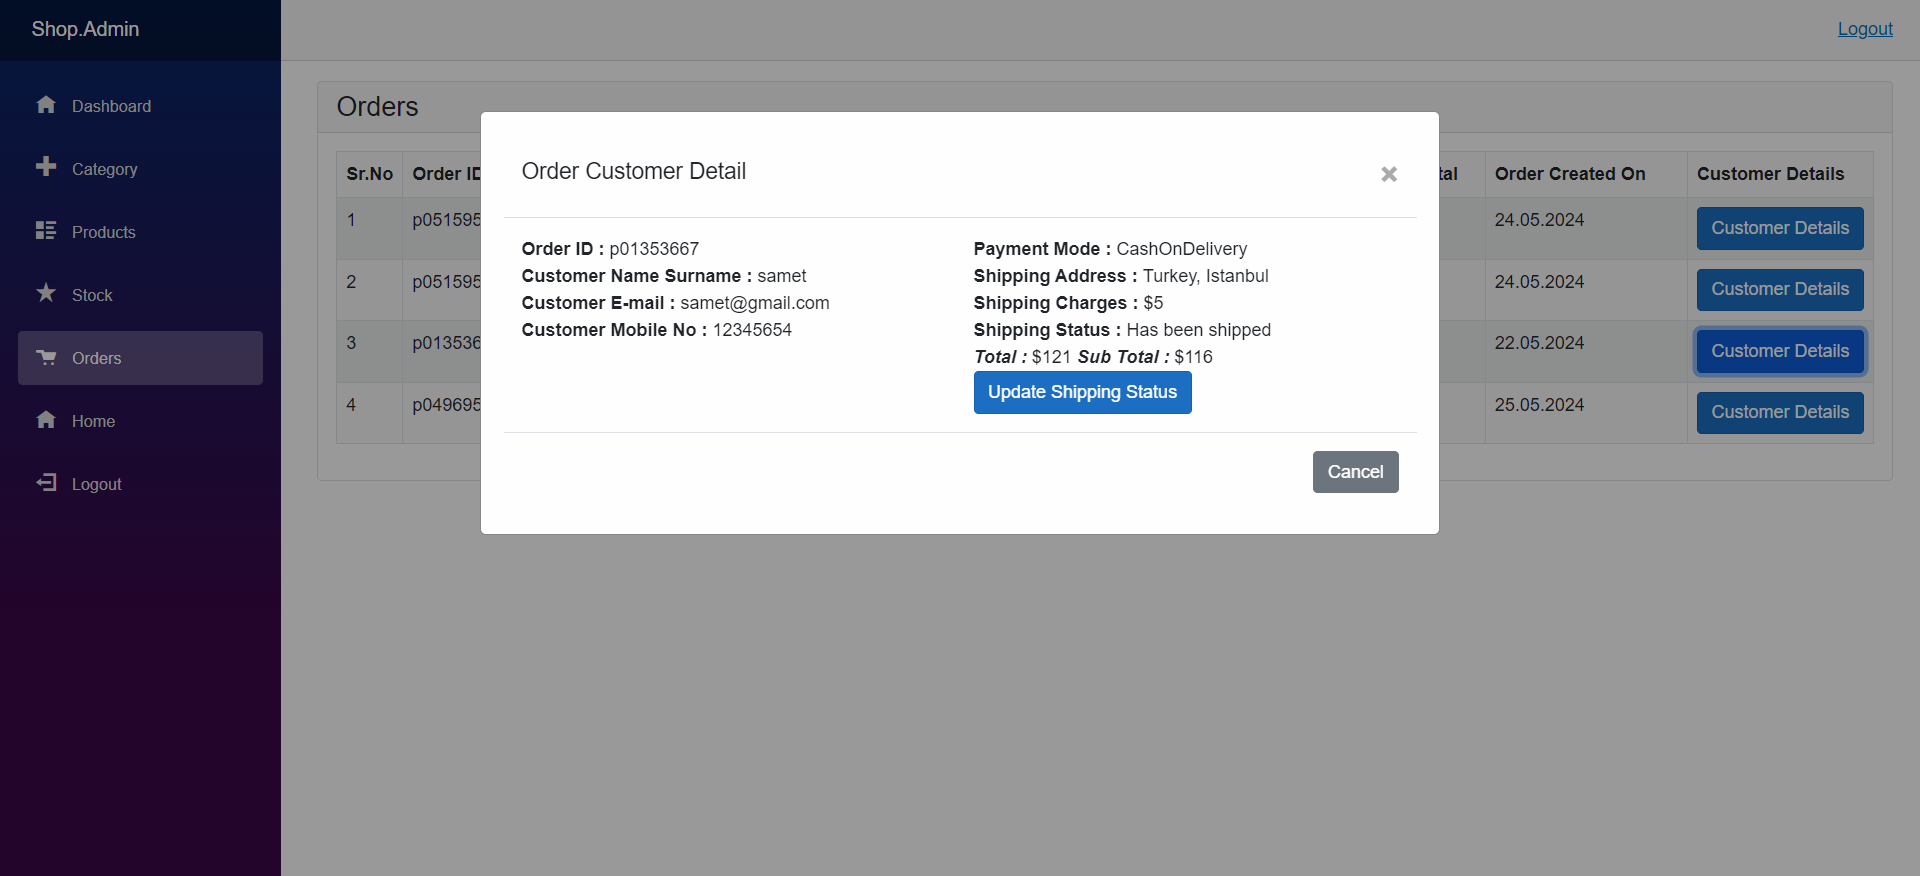 Shop.Admin
Logout
Dashboard
Category
Products
Stock
Orders
Home
Logout
Orders
Sr.No Order ID Order Created On Customer Details
1 p051595 24.05.2024 Customer Details
2 p051595 24.05.2024 Customer Details
3 p013536 22.05.2024 Customer Details
4 p049695 25.05.2024 Customer Details
Order Customer Detail
×
Order ID : p01353667
Customer Name Surname : samet
Customer E-mail : samet@gmail.com
Customer Mobile No : 12345654
Payment Mode : CashOnDelivery
Shipping Address : Turkey, Istanbul
Shipping Charges : $5
Shipping Status : Has been shipped
Total : $121 Sub Total : $116
Update Shipping Status
Cancel